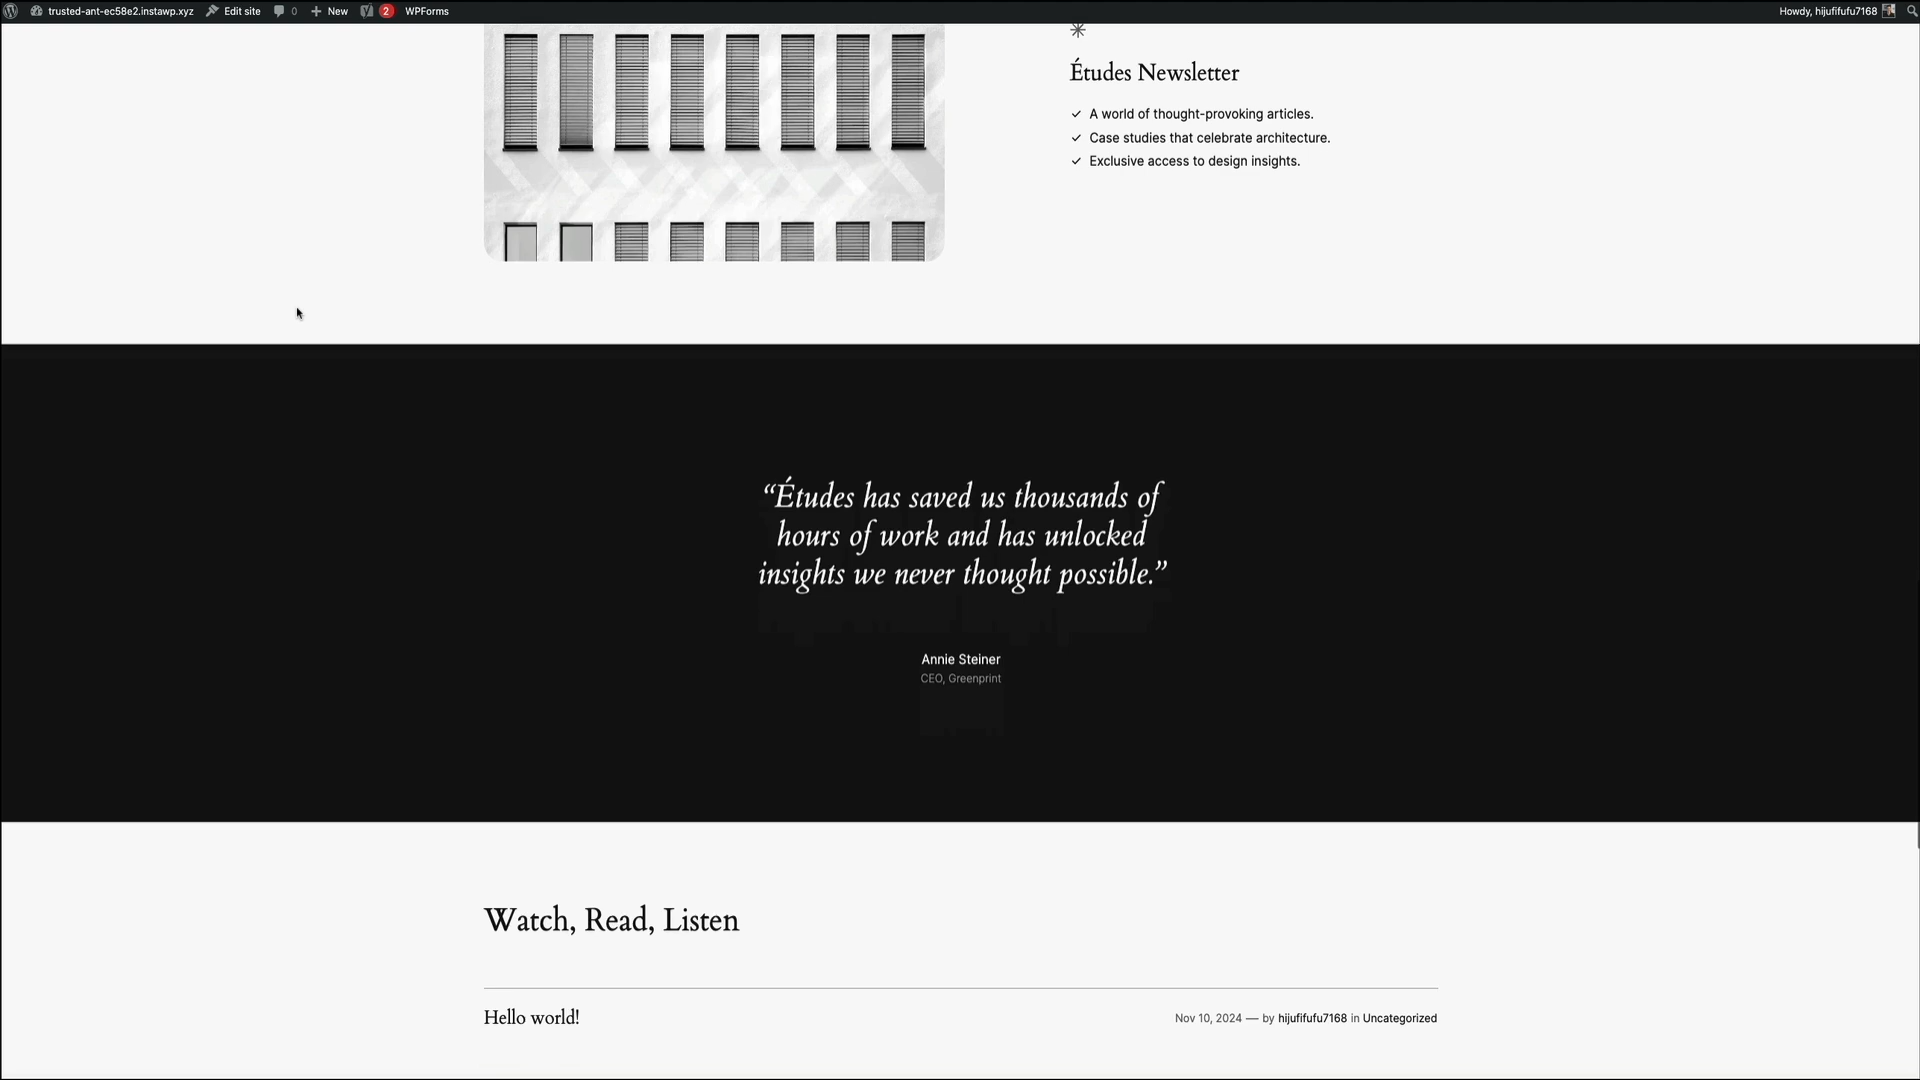 trusted-ant-ec58e2.instawp.xyz Edit site 0 New 2 WPForms Howdy, hijufifufu7168
Études Newsletter
A world of thought-provoking articles.
Case studies that celebrate architecture.
Exclusive access to design insights.
“Études has saved us thousands of
hours of work and has unlocked
insights we never thought possible.”
Annie Steiner
CEO, Greenprint
Watch, Read, Listen
Hello world! Nov 10, 2024 — by hijufifufu7168 in Uncategorized